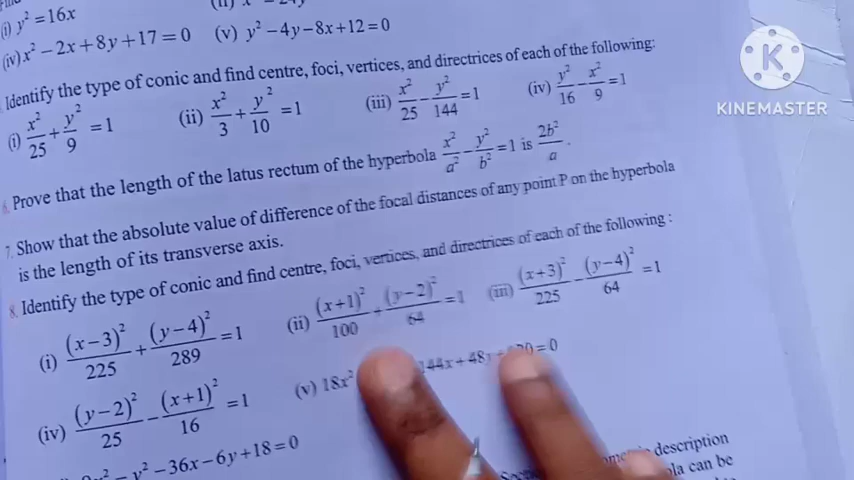 (i) y² = 16x
(iv) x² − 2x + 8y + 17 = 0 (v) y² − 4y − 8x + 12 = 0
Identify the type of conic and find centre, foci, vertices, and directrices of each of the following:
(i) x²/25 + y²/9 = 1 (ii) x²/3 + y²/10 = 1 (iii) x²/25 − y²/144 = 1 (iv) y²/16 − x²/9 = 1
6. Prove that the length of the latus rectum of the hyperbola x²/a² − y²/b² = 1 is 2b²/a .
7. Show that the absolute value of difference of the focal distances of any point P on the hyperbola
is the length of its transverse axis.
8. Identify the type of conic and find centre, foci, vertices, and directrices of each of the following :
(i) (x−3)²/225 + (y−4)²/289 = 1 (ii) (x+1)²/100 + (y−2)²/64 = 1 (iii) (x+3)²/225 − (y−4)²/64 = 1
(iv) (y−2)²/25 − (x+1)²/16 = 1 (v) 18x² 144x + 48y = 0
− y² − 36x − 6y + 18 = 0
description
can be
K
KINEMASTER